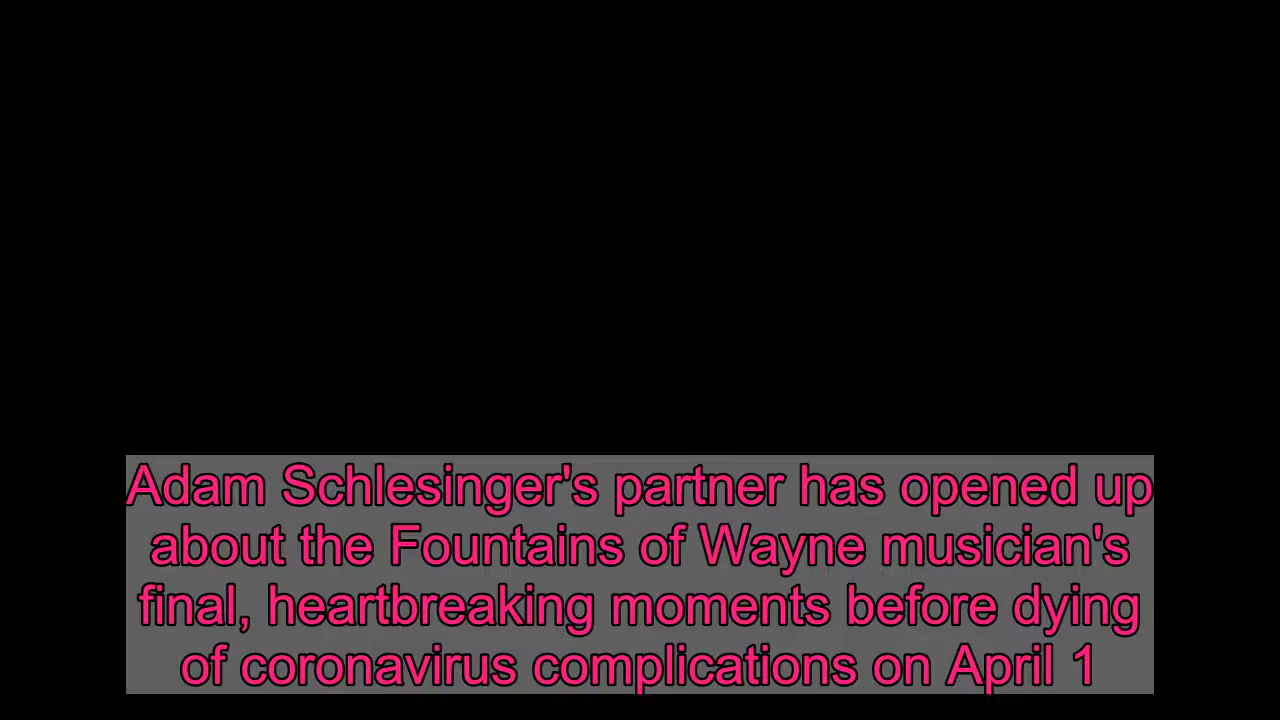 Adam Schlesinger's partner has opened up
about the Fountains of Wayne musician's
final, heartbreaking moments before dying
of coronavirus complications on April 1